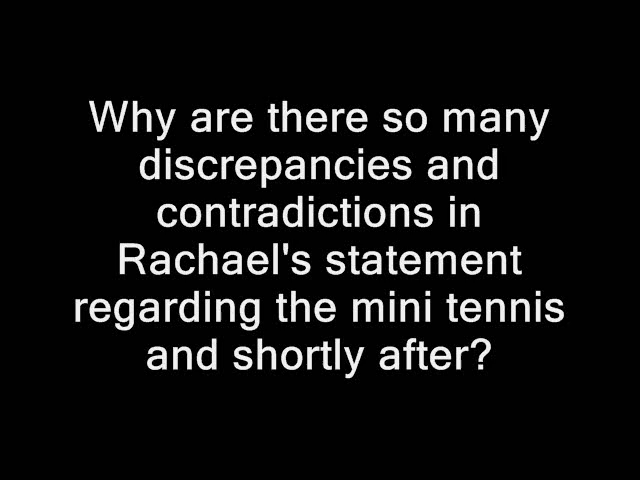 Why are there so many
discrepancies and
contradictions in
Rachael's statement
regarding the mini tennis
and shortly after?